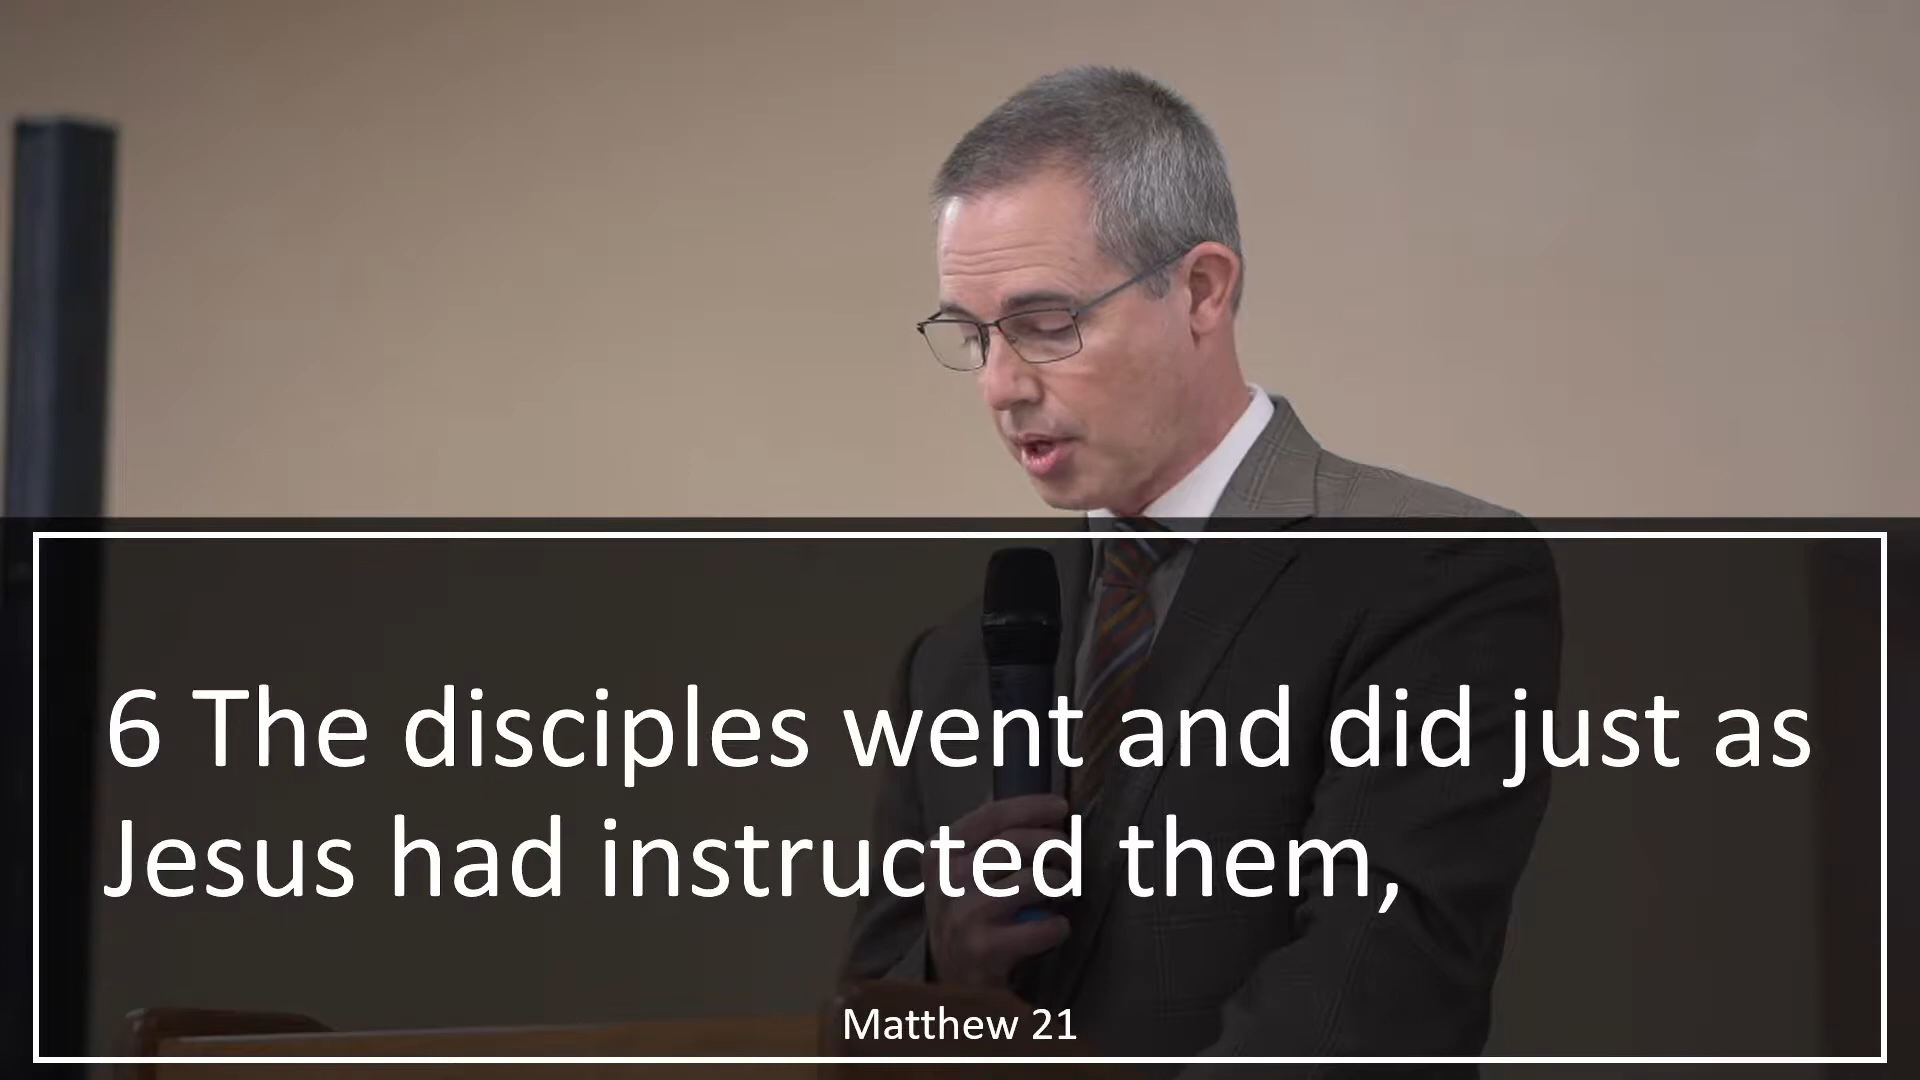 6 The disciples went and did just as
Jesus had instructed them,
Matthew 21